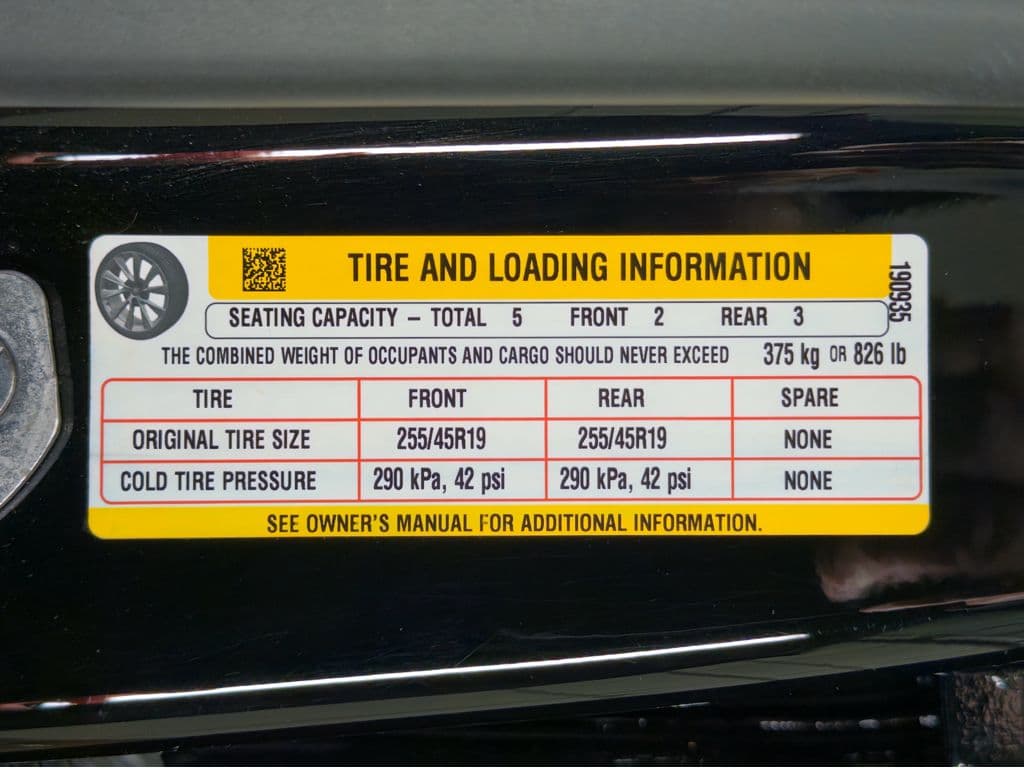 TIRE AND LOADING INFORMATION
190935
SEATING CAPACITY – TOTAL 5 FRONT 2 REAR 3
THE COMBINED WEIGHT OF OCCUPANTS AND CARGO SHOULD NEVER EXCEED 375 kg OR 826 lb
TIRE FRONT REAR SPARE
ORIGINAL TIRE SIZE 255/45R19 255/45R19 NONE
COLD TIRE PRESSURE 290 kPa, 42 psi 290 kPa, 42 psi NONE
SEE OWNER'S MANUAL FOR ADDITIONAL INFORMATION.